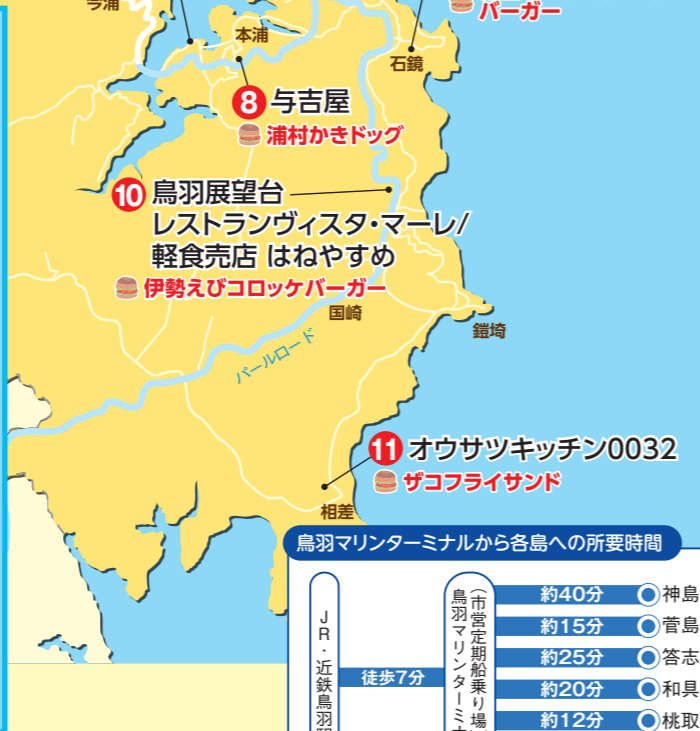 今浦
本浦
バーガー
石鏡
8 与吉屋
浦村かきドッグ
10 鳥羽展望台
レストランヴィスタ・マーレ/
軽食売店 はねやすめ
伊勢えびコロッケバーガー
国崎
鎧埼
パールロード
11 オウサツキッチン0032
ザコフライサンド
相差
鳥羽マリンターミナルから各島への所要時間
JR・近鉄鳥羽駅
徒歩7分
鳥羽マリンターミナ
(市営定期船乗り場
約40分 神島
約15分 菅島
約25分 答志
約20分 和具
約12分 桃取